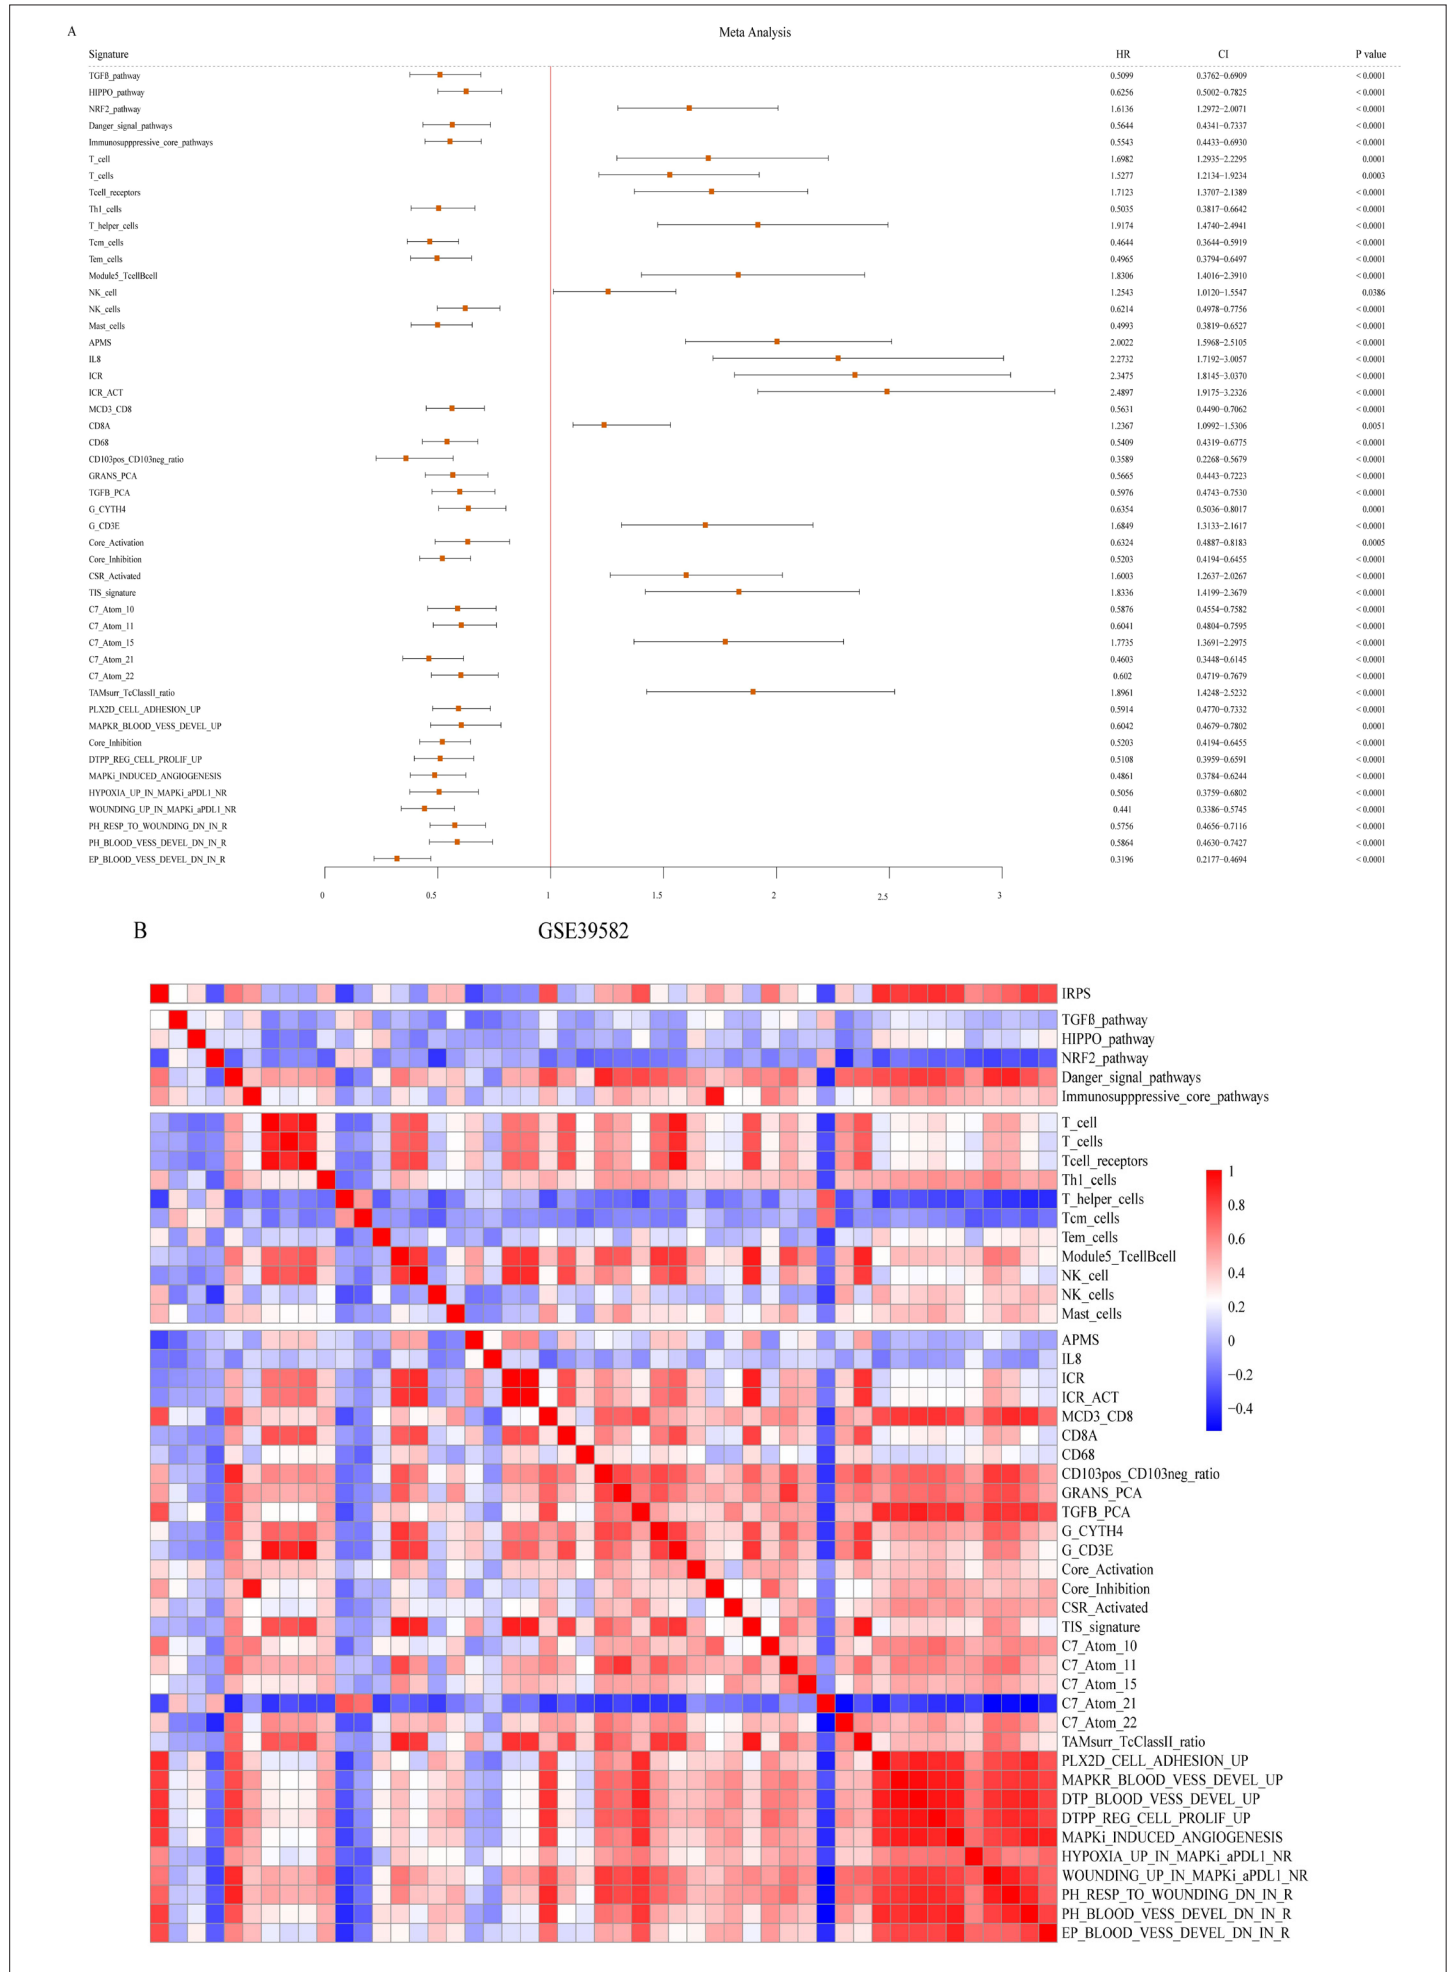 A
Meta Analysis
Signature HR CI P value
TGFß_pathway 0.5099 0.3762−0.6909 < 0.0001
HIPPO_pathway 0.6256 0.5002−0.7825 < 0.0001
NRF2_pathway 1.6136 1.2972−2.0071 < 0.0001
Danger_signal_pathways 0.5644 0.4341−0.7337 < 0.0001
Immunosupppressive_core_pathways 0.5543 0.4433−0.6930 < 0.0001
T_cell 1.6982 1.2935−2.2295 0.0001
T_cells 1.5277 1.2134−1.9234 0.0003
Tcell_receptors 1.7123 1.3707−2.1389 < 0.0001
Th1_cells 0.5035 0.3817−0.6642 < 0.0001
T_helper_cells 1.9174 1.4740−2.4941 < 0.0001
Tcm_cells 0.4644 0.3644−0.5919 < 0.0001
Tem_cells 0.4965 0.3794−0.6497 < 0.0001
Module5_TcellBcell 1.8306 1.4016−2.3910 < 0.0001
NK_cell 1.2543 1.0120−1.5547 0.0386
NK_cells 0.6214 0.4978−0.7756 < 0.0001
Mast_cells 0.4993 0.3819−0.6527 < 0.0001
APMS 2.0022 1.5968−2.5105 < 0.0001
IL8 2.2732 1.7192−3.0057 < 0.0001
ICR 2.3475 1.8145−3.0370 < 0.0001
ICR_ACT 2.4897 1.9175−3.2326 < 0.0001
MCD3_CD8 0.5631 0.4490−0.7062 < 0.0001
CD8A 1.2367 1.0992−1.5306 0.0051
CD68 0.5409 0.4319−0.6775 < 0.0001
CD103pos_CD103neg_ratio 0.3589 0.2268−0.5679 < 0.0001
GRANS_PCA 0.5665 0.4443−0.7223 < 0.0001
TGFB_PCA 0.5976 0.4743−0.7530 < 0.0001
G_CYTH4 0.6354 0.5036−0.8017 0.0001
G_CD3E 1.6849 1.3133−2.1617 < 0.0001
Core_Activation 0.6324 0.4887−0.8183 0.0005
Core_Inhibition 0.5203 0.4194−0.6455 < 0.0001
CSR_Activated 1.6003 1.2637−2.0267 < 0.0001
TIS_signature 1.8336 1.4199−2.3679 < 0.0001
C7_Atom_10 0.5876 0.4554−0.7582 < 0.0001
C7_Atom_11 0.6041 0.4804−0.7595 < 0.0001
C7_Atom_15 1.7735 1.3691−2.2975 < 0.0001
C7_Atom_21 0.4603 0.3448−0.6145 < 0.0001
C7_Atom_22 0.602 0.4719−0.7679 < 0.0001
TAMsurr_TcClassII_ratio 1.8961 1.4248−2.5232 < 0.0001
PLX2D_CELL_ADHESION_UP 0.5914 0.4770−0.7332 < 0.0001
MAPKR_BLOOD_VESS_DEVEL_UP 0.6042 0.4679−0.7802 0.0001
Core_Inhibition 0.5203 0.4194−0.6455 < 0.0001
DTPP_REG_CELL_PROLIF_UP 0.5108 0.3959−0.6591 < 0.0001
MAPKi_INDUCED_ANGIOGENESIS 0.4861 0.3784−0.6244 < 0.0001
HYPOXIA_UP_IN_MAPKi_aPDL1_NR 0.5056 0.3759−0.6802 < 0.0001
WOUNDING_UP_IN_MAPKi_aPDL1_NR 0.441 0.3386−0.5745 < 0.0001
PH_RESP_TO_WOUNDING_DN_IN_R 0.5756 0.4656−0.7116 < 0.0001
PH_BLOOD_VESS_DEVEL_DN_IN_R 0.5864 0.4630−0.7427 < 0.0001
EP_BLOOD_VESS_DEVEL_DN_IN_R 0.3196 0.2177−0.4694 < 0.0001
0 0.5 1 1.5 2 2.5 3
B
GSE39582
IRPS
TGFß_pathway
HIPPO_pathway
NRF2_pathway
Danger_signal_pathways
Immunosupppressive_core_pathways
T_cell
T_cells
Tcell_receptors
Th1_cells
T_helper_cells
Tcm_cells
Tem_cells
Module5_TcellBcell
NK_cell
NK_cells
Mast_cells
APMS
IL8
ICR
ICR_ACT
MCD3_CD8
CD8A
CD68
CD103pos_CD103neg_ratio
GRANS_PCA
TGFB_PCA
G_CYTH4
G_CD3E
Core_Activation
Core_Inhibition
CSR_Activated
TIS_signature
C7_Atom_10
C7_Atom_11
C7_Atom_15
C7_Atom_21
C7_Atom_22
TAMsurr_TcClassII_ratio
PLX2D_CELL_ADHESION_UP
MAPKR_BLOOD_VESS_DEVEL_UP
DTP_BLOOD_VESS_DEVEL_UP
DTPP_REG_CELL_PROLIF_UP
MAPKi_INDUCED_ANGIOGENESIS
HYPOXIA_UP_IN_MAPKi_aPDL1_NR
WOUNDING_UP_IN_MAPKi_aPDL1_NR
PH_RESP_TO_WOUNDING_DN_IN_R
PH_BLOOD_VESS_DEVEL_DN_IN_R
EP_BLOOD_VESS_DEVEL_DN_IN_R
1
0.8
0.6
0.4
0.2
0
−0.2
−0.4